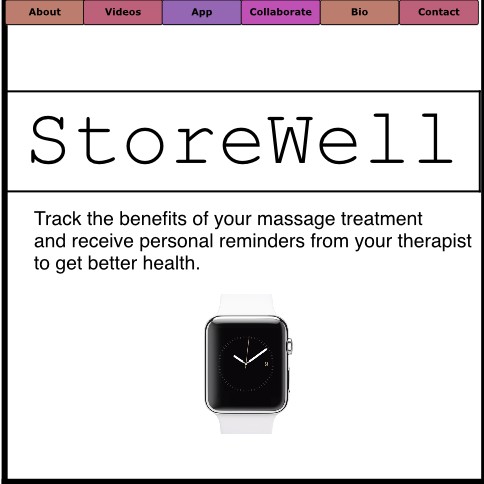 About Videos App Collaborate Bio Contact
StoreWell
Track the benefits of your massage treatment
and receive personal reminders from your therapist
to get better health.